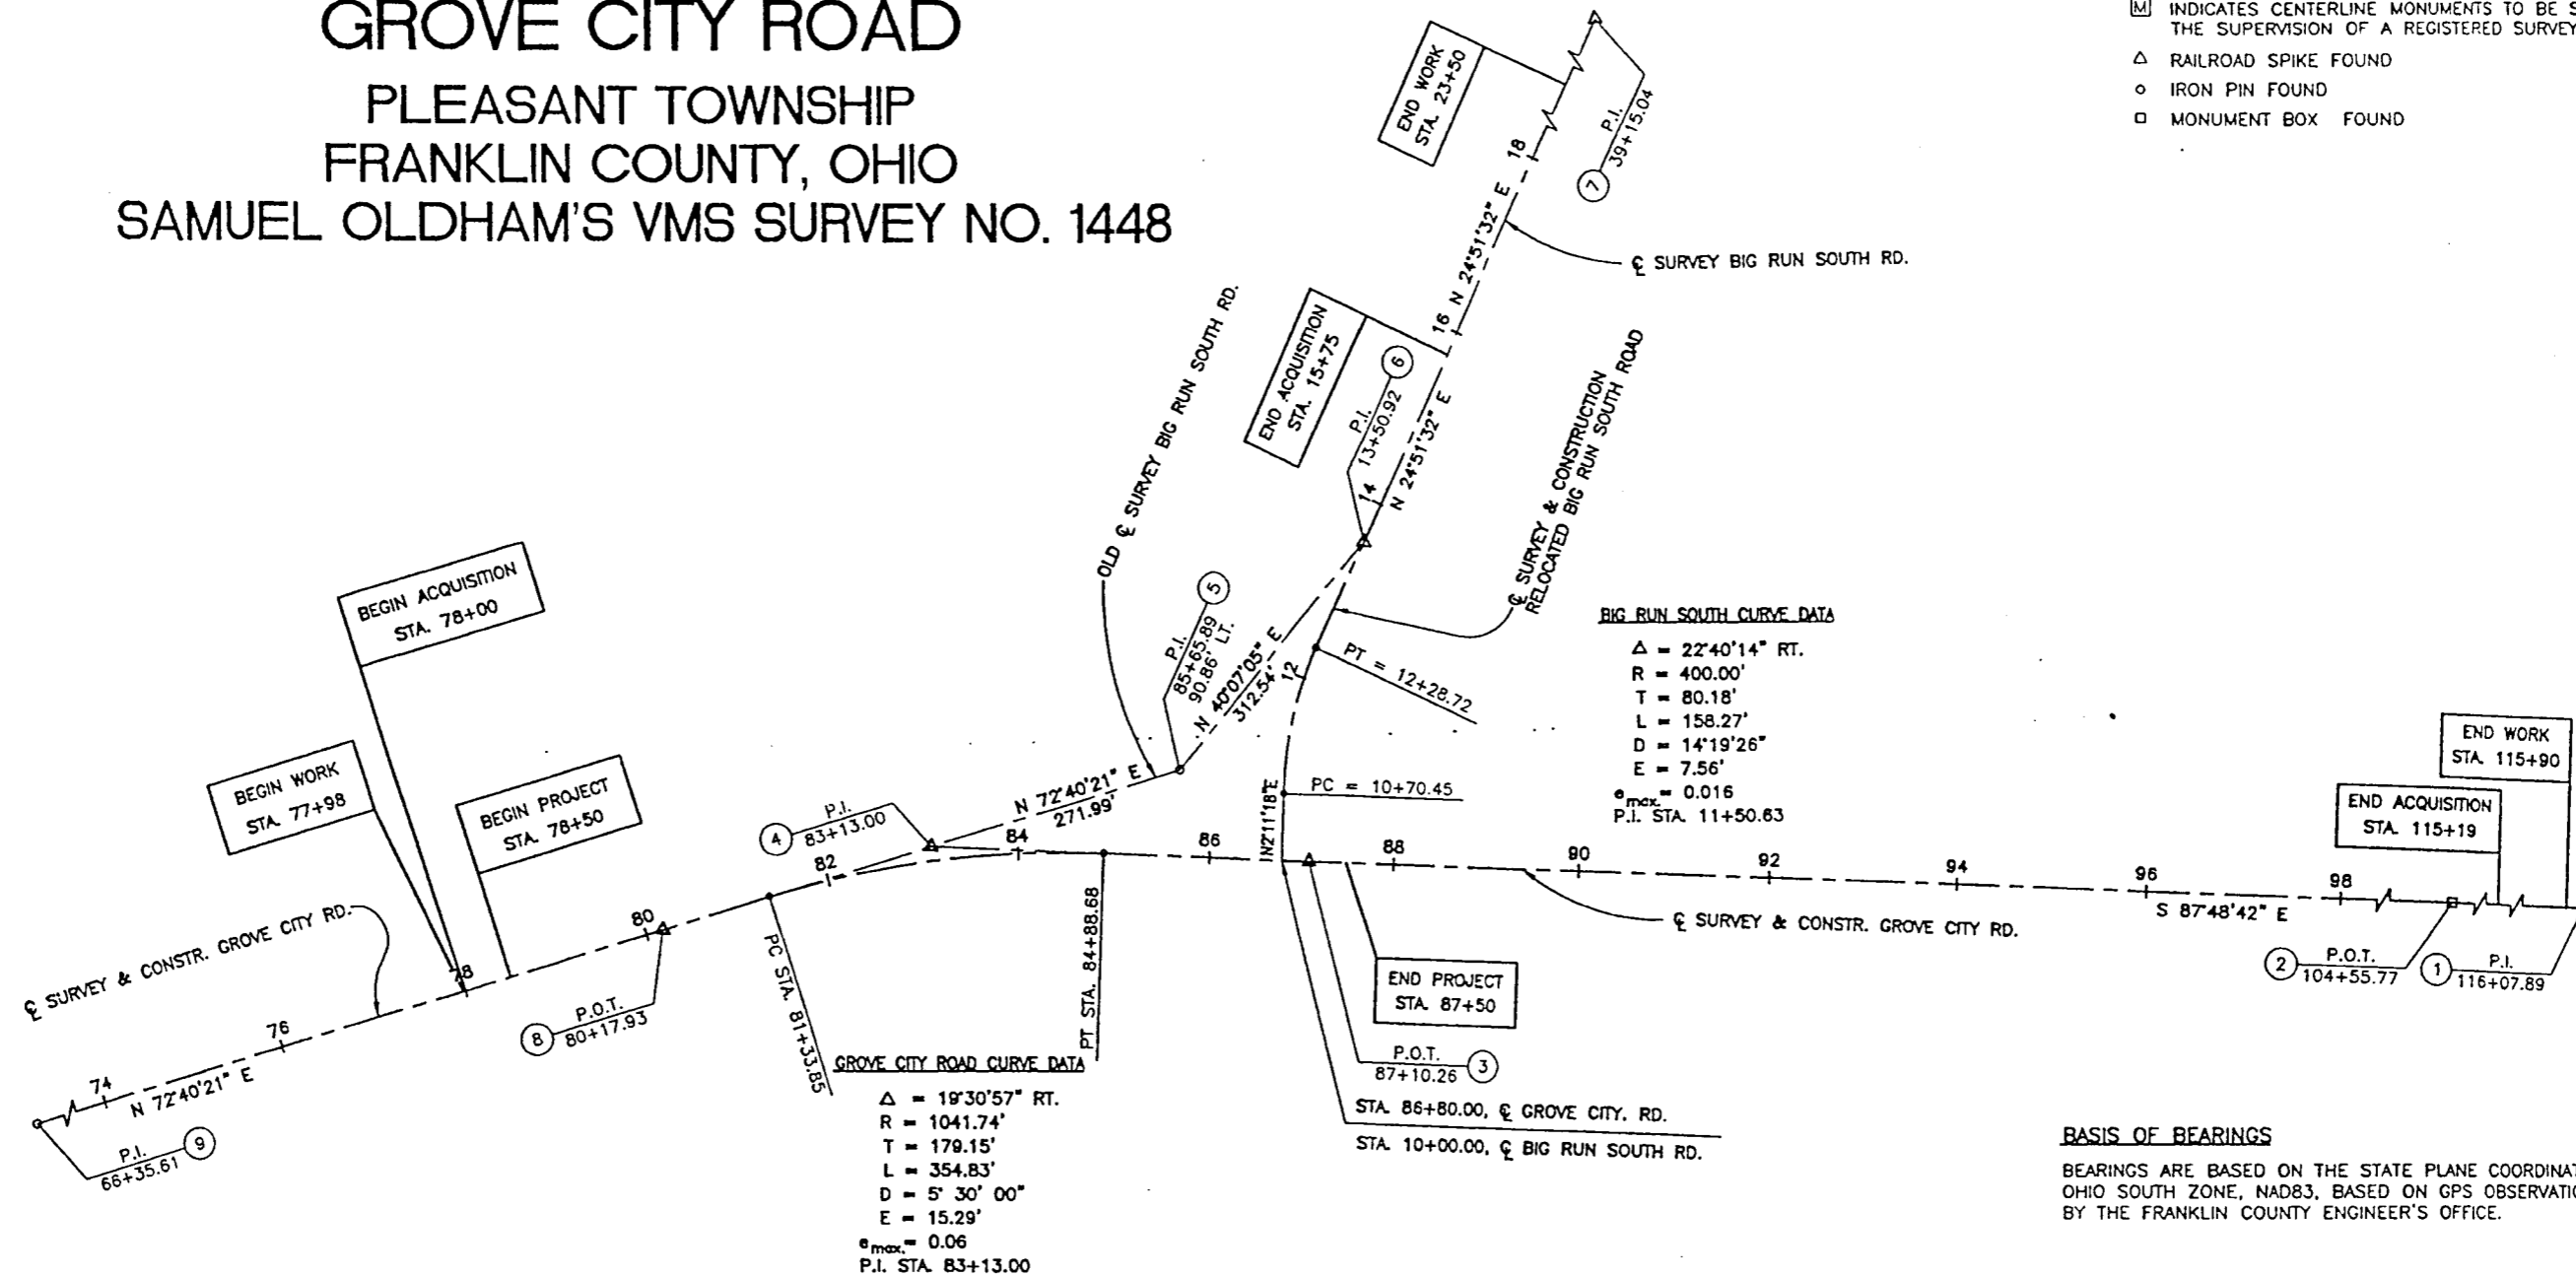 GROVE CITY ROAD
PLEASANT TOWNSHIP
FRANKLIN COUNTY, OHIO
SAMUEL OLDHAM'S VMS SURVEY NO. 1448
M INDICATES CENTERLINE MONUMENTS TO BE S
THE SUPERVISION OF A REGISTERED SURVEY
△ RAILROAD SPIKE FOUND
○ IRON PIN FOUND
□ MONUMENT BOX FOUND
END WORK
STA. 23+50
P.I.
39+15.04
7
18
N 24°51'32" E
16
℄ SURVEY BIG RUN SOUTH RD.
END ACQUISITION
STA. 15+75
P.I.
13+50.92
6
14
N 24°51'32" E
OLD ℄ SURVEY BIG RUN SOUTH RD.
℄ SURVEY & CONSTRUCTION
RELOCATED BIG RUN SOUTH ROAD
BEGIN ACQUISITION
STA. 78+00
BEGIN WORK
STA. 77+98
BEGIN PROJECT
STA. 78+50
P.I.
85+65.89
90.86' LT.
5
N 40°07'05" E
312.54'
12
PT = 12+28.72
BIG RUN SOUTH CURVE DATA
△ = 22°40'14" RT.
R = 400.00'
T = 80.18'
L = 158.27'
D = 14°19'26"
E = 7.56'
emax. = 0.016
P.I. STA. 11+50.63
PC = 10+70.45
N2°11'18"E
N 72°40'21" E
271.99'
4
P.I.
83+13.00
74
76
78
80
82
84
86
88
90
92
94
96
98
S 87°48'42" E
END WORK
STA. 115+90
END ACQUISITION
STA. 115+19
2
P.O.T.
104+55.77
1
P.I.
116+07.89
℄ SURVEY & CONSTR. GROVE CITY RD.
℄ SURVEY & CONSTR. GROVE CITY RD.
END PROJECT
STA. 87+50
P.O.T.
87+10.26
3
STA. 86+80.00, ℄ GROVE CITY. RD.
STA. 10+00.00, ℄ BIG RUN SOUTH RD.
8
P.O.T.
80+17.93
PC STA. 81+33.85
PT STA. 84+88.68
N 72°40'21" E
P.I.
66+35.61
9
GROVE CITY ROAD CURVE DATA
△ = 19°30'57" RT.
R = 1041.74'
T = 179.15'
L = 354.83'
D = 5° 30' 00"
E = 15.29'
emax. = 0.06
P.I. STA. 83+13.00
BASIS OF BEARINGS
BEARINGS ARE BASED ON THE STATE PLANE COORDINAT
OHIO SOUTH ZONE, NAD83, BASED ON GPS OBSERVATI
BY THE FRANKLIN COUNTY ENGINEER'S OFFICE.